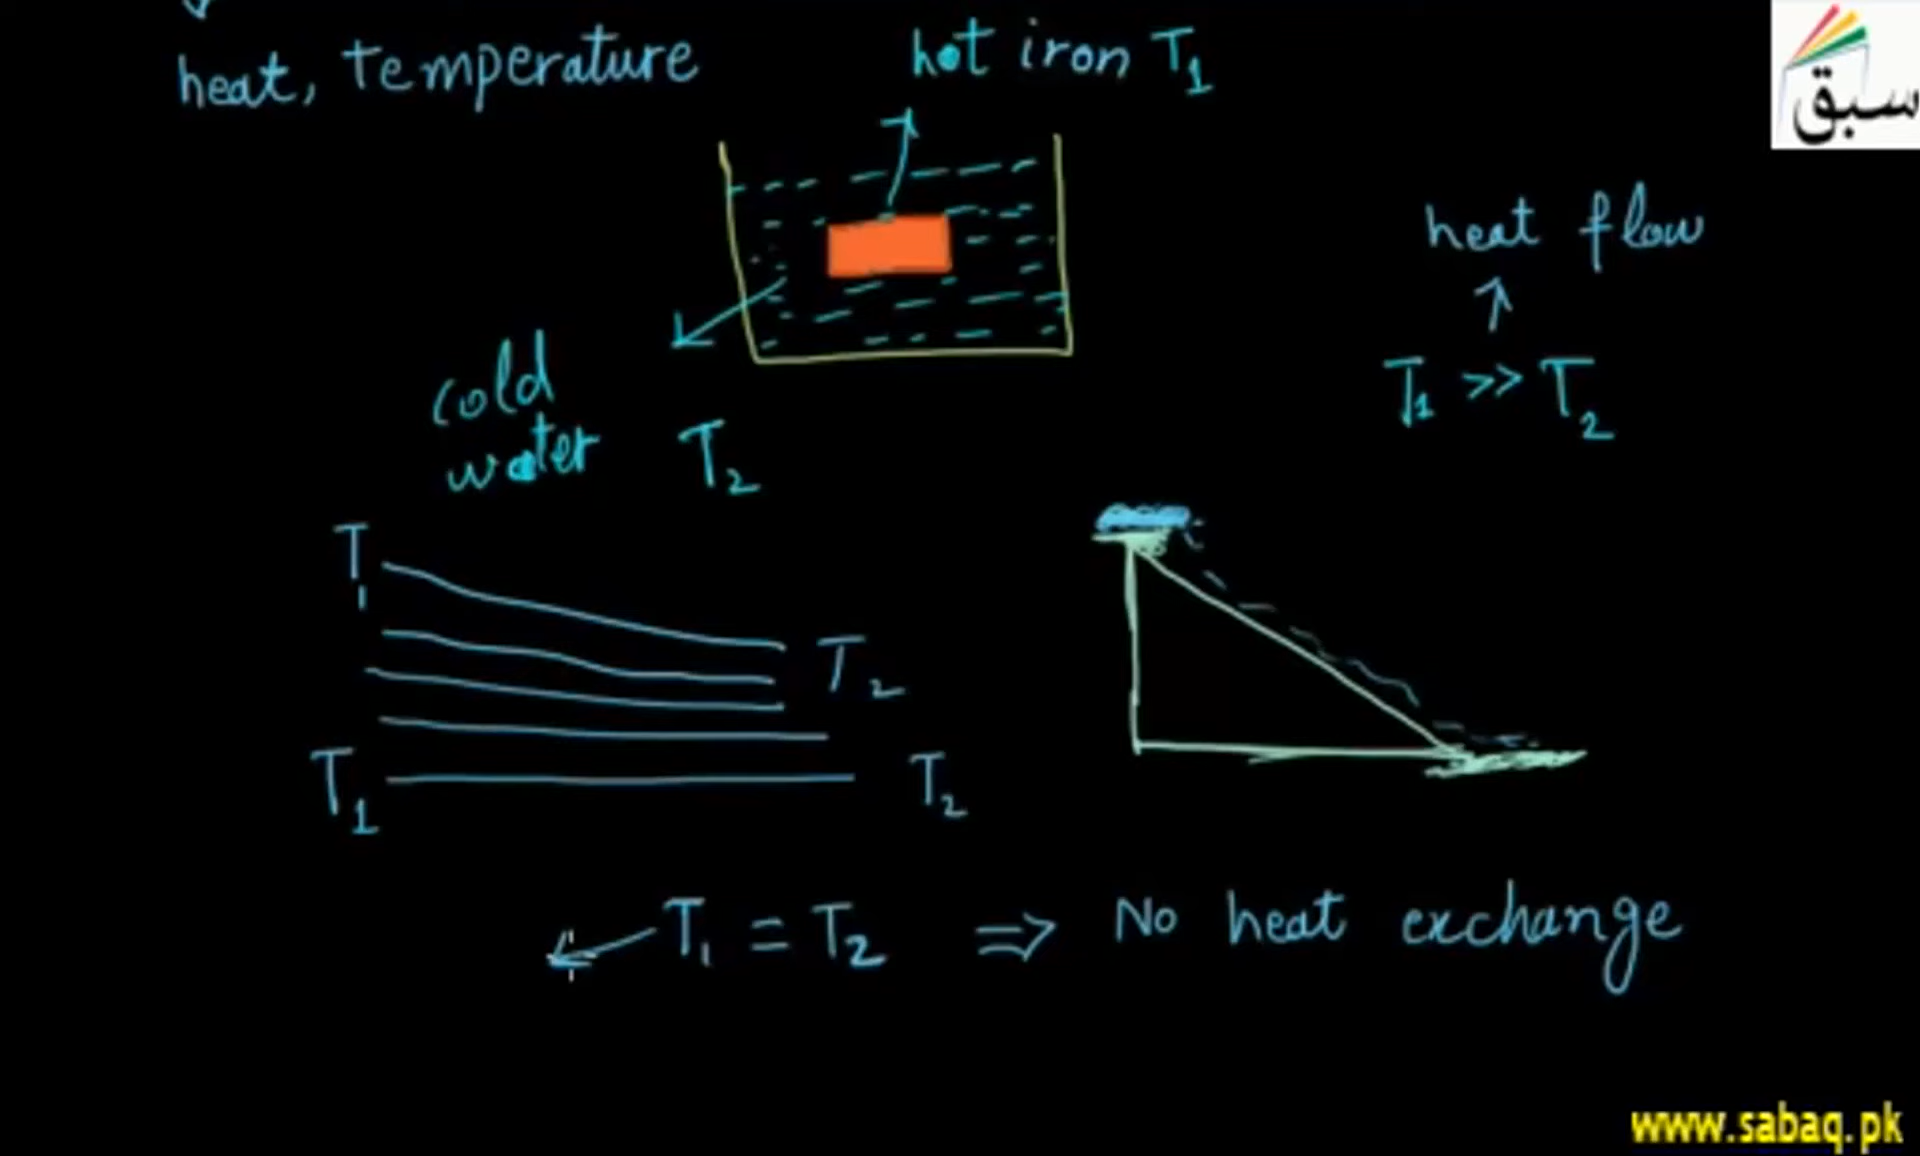 heat, temperature
hot iron T1
سبق
heat flow
T1 >> T2
cold
water T2
T1
T2
T1
T2
T1 = T2 ⇒ No heat exchange
www.sabaq.pk